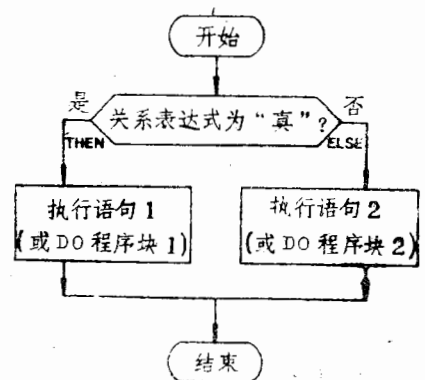 开始
是
关系表达式为“真”?
否
THEN
ELSE
执行语句1
(或DO程序块1)
执行语句2
(或DO程序块2)
结束